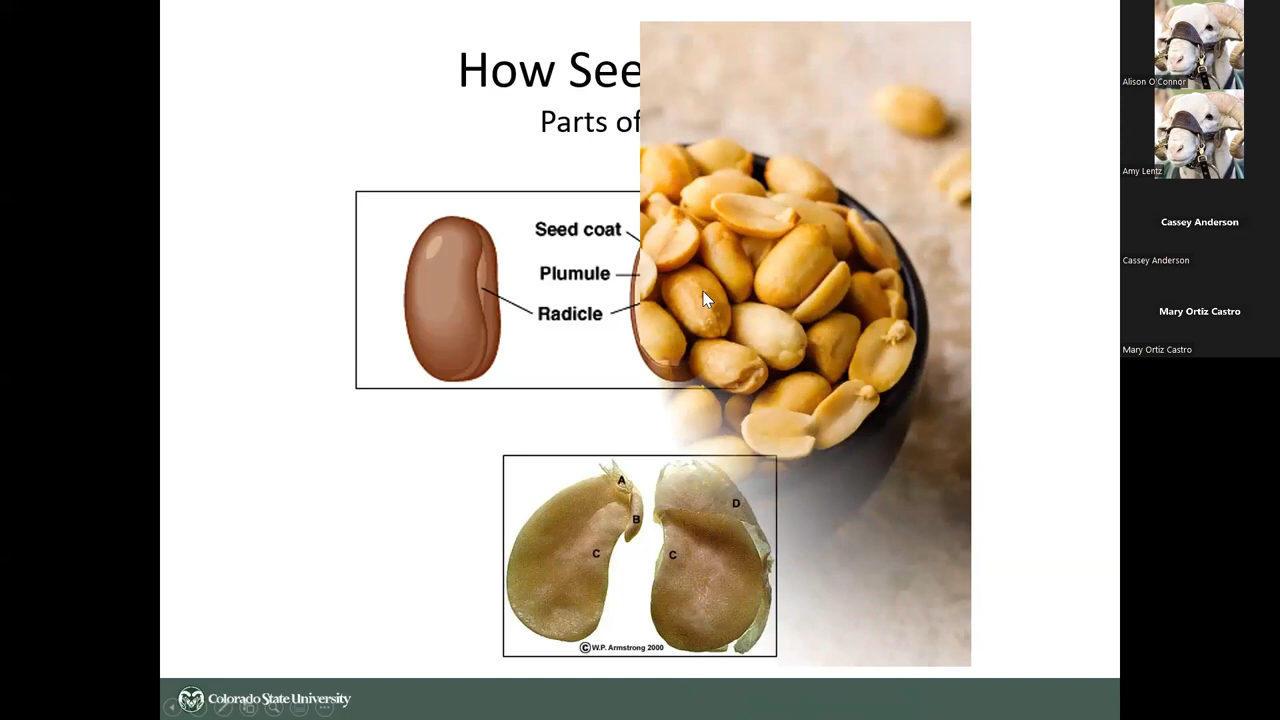 How See
Parts of
Seed coat
Plumule
Radicle
A
B
C
C
D
© W.P. Armstrong 2000
Colorado State University
Alison O'Connor
Amy Lentz
Cassey Anderson
Cassey Anderson
Mary Ortiz Castro
Mary Ortiz Castro